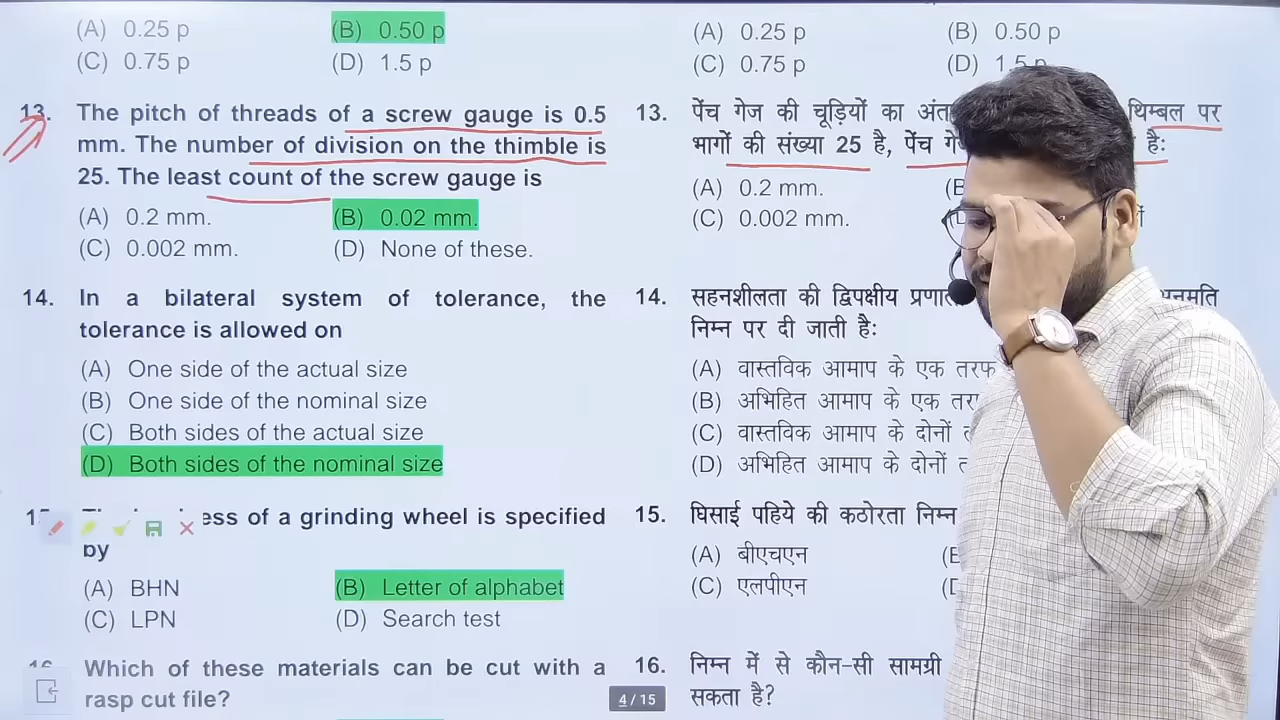 (A) 0.25 p (B) 0.50 p
(C) 0.75 p (D) 1.5 p
13. The pitch of threads of a screw gauge is 0.5
mm. The number of division on the thimble is
25. The least count of the screw gauge is
(A) 0.2 mm. (B) 0.02 mm.
(C) 0.002 mm. (D) None of these.
14. In a bilateral system of tolerance, the
tolerance is allowed on
(A) One side of the actual size
(B) One side of the nominal size
(C) Both sides of the actual size
(D) Both sides of the nominal size
of a grinding wheel is specified
by
(A) BHN (B) Letter of alphabet
(C) LPN (D) Search test
16. Which of these materials can be cut with a
rasp cut file?
(A) 0.25 p (B) 0.50 p
(C) 0.75 p (D) 1.5 p
13. पेंच गेज की चूड़ियों का थिम्बल पर
भागों की संख्या 25 है, पेंच है:
(A) 0.2 mm.
(C) 0.002 mm.
14. सहनशीलता की द्विपक्षीय
निम्न पर दी जाती है:
(A) वास्तविक आमाप के एक तरफ
(B) अभिहित आमाप के एक
(C) वास्तविक आमाप के दोनों
(D) अभिहित आमाप के दोनों
15. घिसाई पहिये की कठोरता निम्न
(A) बीएचएन
(C) एलपीएन
16. निम्न में से कौन-सी सामग्री
सकता है?
4 / 15